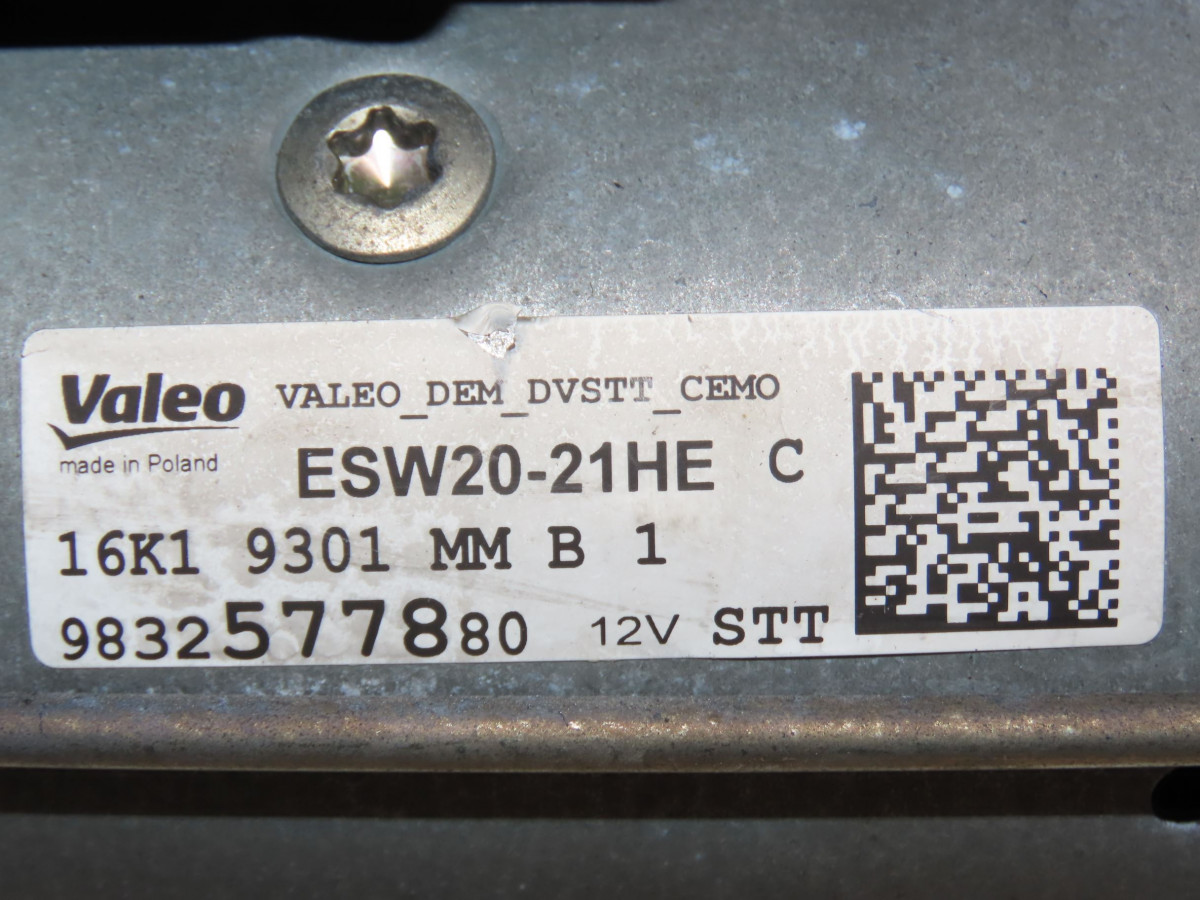 Valeo VALEO_DEM_DVSTT_CEMO
made in Poland ESW20-21HE C
16K1 9301 MM B 1
9832577880 12V STT